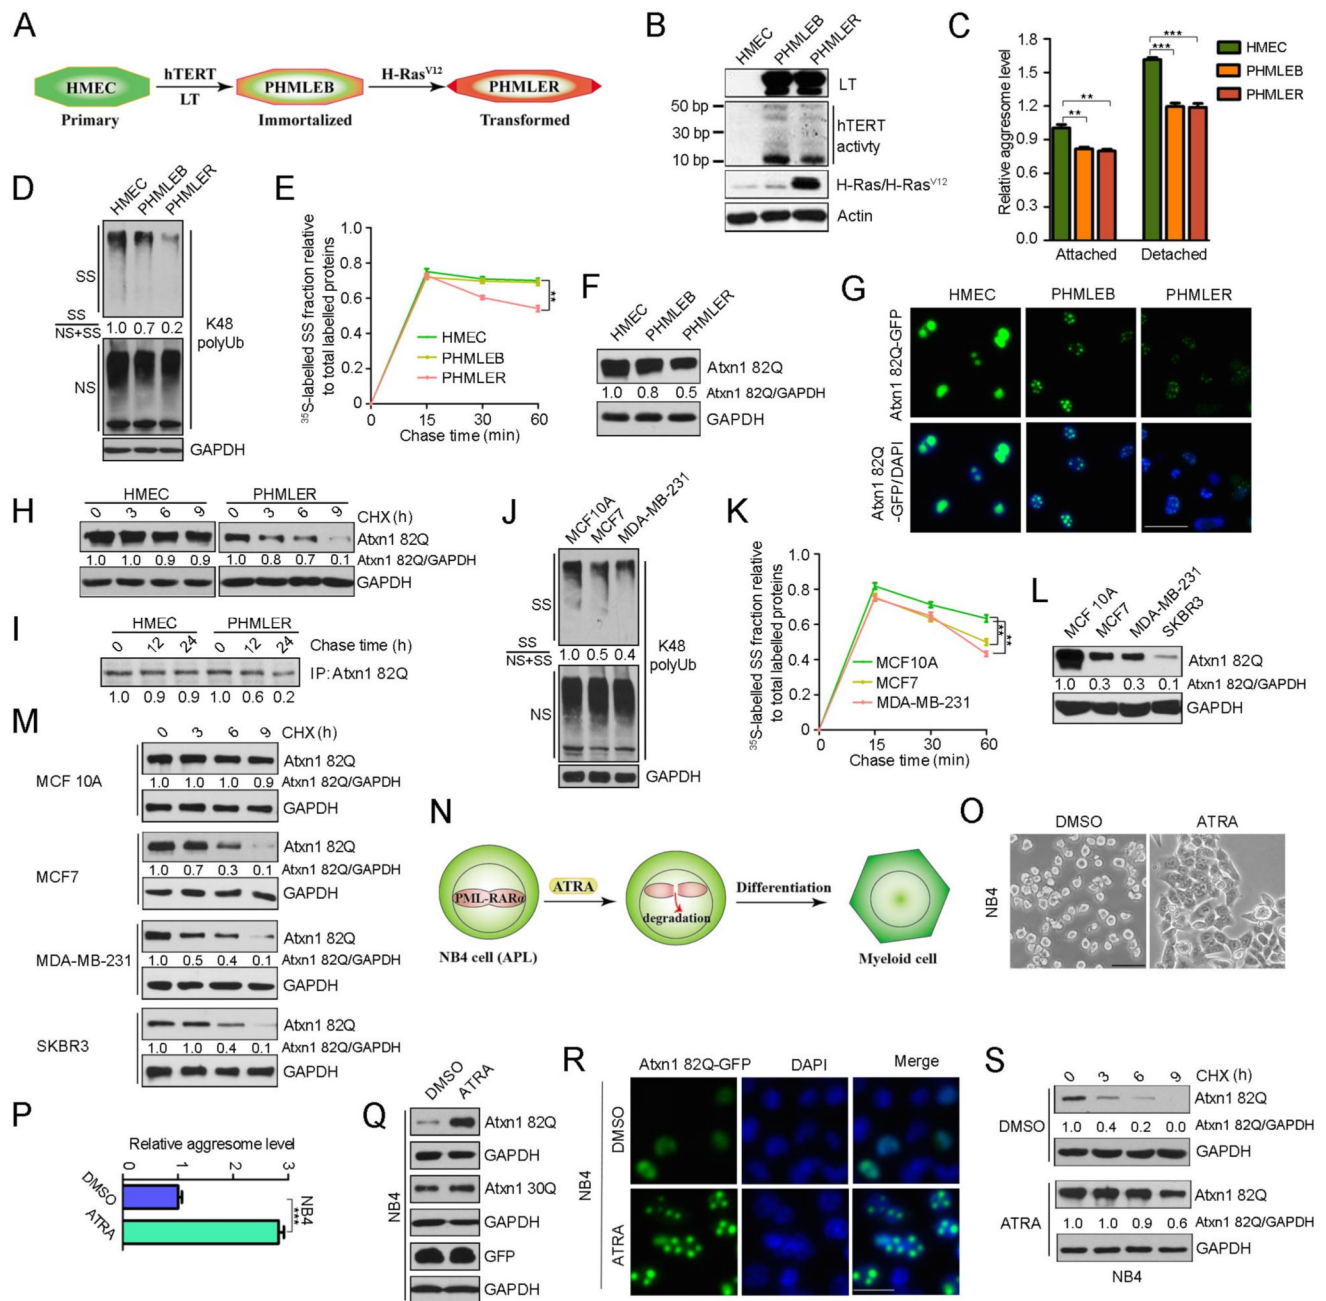 A
HMEC
Primary
hTERT
LT
PHMLEB
Immortalized
H-Ras^V12
PHMLER
Transformed
B
HMEC
PHMLEB
PHMLER
LT
50 bp
30 bp
10 bp
hTERT
activty
H-Ras/H-Ras^V12
Actin
C
Relative aggresome level
1.8
1.5
1.2
0.9
0.6
0.3
0.0
**
**
***
***
Attached
Detached
HMEC
PHMLEB
PHMLER
D
HMEC
PHMLEB
PHMLER
SS
SS
NS+SS
1.0 0.7 0.2
NS
K48
polyUb
GAPDH
E
35S-labelled SS fraction relative
to total labelled proteins
1.0
0.8
0.6
0.4
0.2
0
**
HMEC
PHMLEB
PHMLER
0 15 30 60
Chase time (min)
F
HMEC
PHMLEB
PHMLER
Atxn1 82Q
1.0 0.8 0.5 Atxn1 82Q/GAPDH
GAPDH
G
HMEC PHMLEB PHMLER
Atxn1 82Q-GFP
Atxn1 82Q
-GFP/DAPI
H
HMEC PHMLER
0 3 6 9 0 3 6 9 CHX (h)
Atxn1 82Q
1.0 1.0 0.9 0.9 1.0 0.8 0.7 0.1 Atxn1 82Q/GAPDH
GAPDH
I
HMEC PHMLER
0 12 24 0 12 24 Chase time (h)
IP:Atxn1 82Q
1.0 0.9 0.9 1.0 0.6 0.2
J
MCF10A
MCF7
MDA-MB-231
SS
SS
NS+SS
1.0 0.5 0.4
NS
K48
polyUb
GAPDH
K
35S-labelled SS fraction relative
to total labelled proteins
1.0
0.8
0.6
0.4
0.2
0
**
**
MCF10A
MCF7
MDA-MB-231
0 15 30 60
Chase time (min)
L
MCF 10A
MCF7
MDA-MB-231
SKBR3
Atxn1 82Q
1.0 0.3 0.3 0.1 Atxn1 82Q/GAPDH
GAPDH
M
0 3 6 9 CHX (h)
MCF 10A
Atxn1 82Q
1.0 1.0 1.0 0.9 Atxn1 82Q/GAPDH
GAPDH
MCF7
Atxn1 82Q
1.0 0.7 0.3 0.1 Atxn1 82Q/GAPDH
GAPDH
MDA-MB-231
Atxn1 82Q
1.0 0.5 0.4 0.1 Atxn1 82Q/GAPDH
GAPDH
SKBR3
Atxn1 82Q
1.0 1.0 0.4 0.1 Atxn1 82Q/GAPDH
GAPDH
N
PML-RARα
NB4 cell (APL)
ATRA
degradation
Differentiation
Myeloid cell
O
DMSO ATRA
NB4
P
Relative aggresome level
0 1 2 3
DMSO
ATRA
***
NB4
Q
DMSO
ATRA
NB4
Atxn1 82Q
GAPDH
Atxn1 30Q
GAPDH
GFP
GAPDH
R
Atxn1 82Q-GFP DAPI Merge
NB4
DMSO
ATRA
S
0 3 6 9 CHX (h)
DMSO
Atxn1 82Q
1.0 0.4 0.2 0.0 Atxn1 82Q/GAPDH
GAPDH
ATRA
Atxn1 82Q
1.0 1.0 0.9 0.6 Atxn1 82Q/GAPDH
GAPDH
NB4